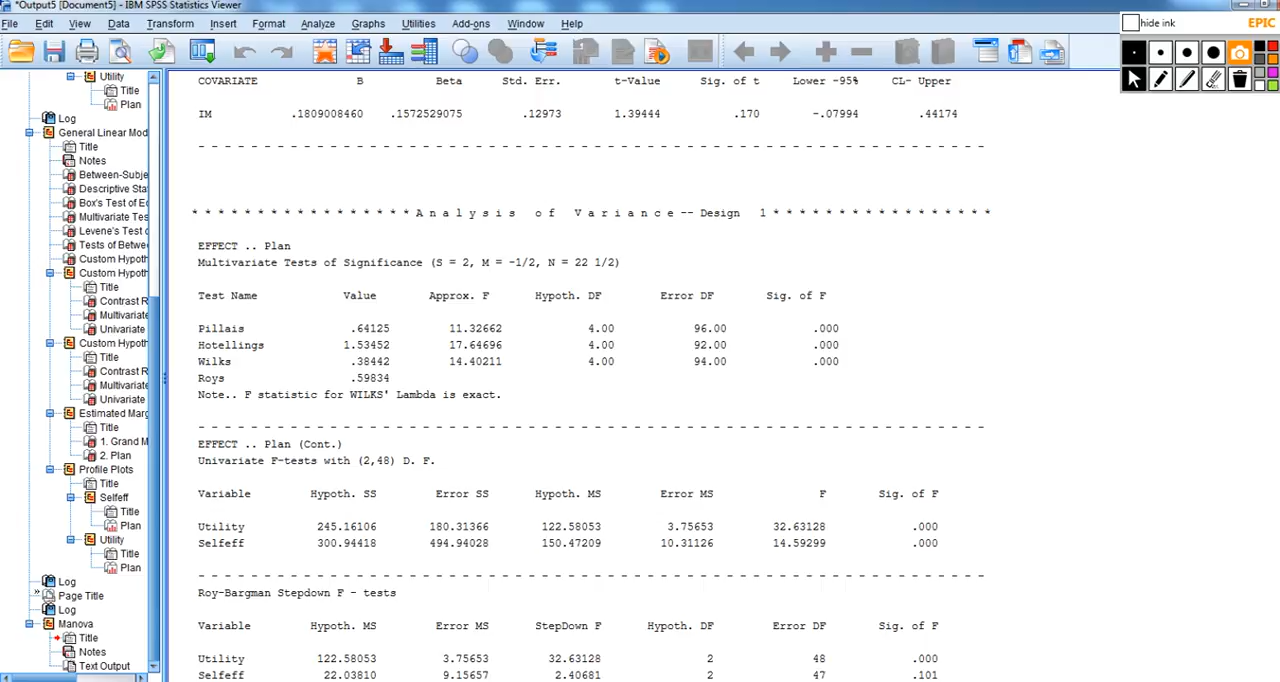 *Output5 [Document5] - IBM SPSS Statistics Viewer
File Edit View Data Transform Insert Format Analyze Graphs Utilities Add-ons Window Help
hide ink EPIC
Utility
Title
Plan
Log
General Linear Mod
Title
Notes
Between-Subje
Descriptive Sta
Box's Test of E
Multivariate Tes
Levene's Test o
Tests of Betwe
Custom Hypoth
Custom Hypoth
Title
Contrast R
Multivariate
Univariate
Custom Hypoth
Title
Contrast R
Multivariate
Univariate
Estimated Marg
Title
1. Grand M
2. Plan
Profile Plots
Title
Selfeff
Title
Plan
Utility
Title
Plan
Log
Page Title
Log
Manova
Title
Notes
Text Output
COVARIATE B Beta Std. Err. t-Value Sig. of t Lower -95% CL- Upper
IM .1809008460 .1572529075 .12973 1.39444 .170 -.07994 .44174
- - - - - - - - - - - - - - - - - - - - - - - - - - - - - - - - - - - - - - - - - - - - - - - - - - - - - - - - - - - -
* * * * * * * * * * * * * * * * * A n a l y s i s o f V a r i a n c e -- Design 1 * * * * * * * * * * * * * * * * *
EFFECT .. Plan
Multivariate Tests of Significance (S = 2, M = -1/2, N = 22 1/2)
Test Name Value Approx. F Hypoth. DF Error DF Sig. of F
Pillais .64125 11.32662 4.00 96.00 .000
Hotellings 1.53452 17.64696 4.00 92.00 .000
Wilks .38442 14.40211 4.00 94.00 .000
Roys .59834
Note.. F statistic for WILKS' Lambda is exact.
- - - - - - - - - - - - - - - - - - - - - - - - - - - - - - - - - - - - - - - - - - - - - - - - - - - - - - - - - - - -
EFFECT .. Plan (Cont.)
Univariate F-tests with (2,48) D. F.
Variable Hypoth. SS Error SS Hypoth. MS Error MS F Sig. of F
Utility 245.16106 180.31366 122.58053 3.75653 32.63128 .000
Selfeff 300.94418 494.94028 150.47209 10.31126 14.59299 .000
- - - - - - - - - - - - - - - - - - - - - - - - - - - - - - - - - - - - - - - - - - - - - - - - - - - - - - - - - - - -
Roy-Bargman Stepdown F - tests
Variable Hypoth. MS Error MS StepDown F Hypoth. DF Error DF Sig. of F
Utility 122.58053 3.75653 32.63128 2 48 .000
Selfeff 22.03810 9.15657 2.40681 2 47 .101